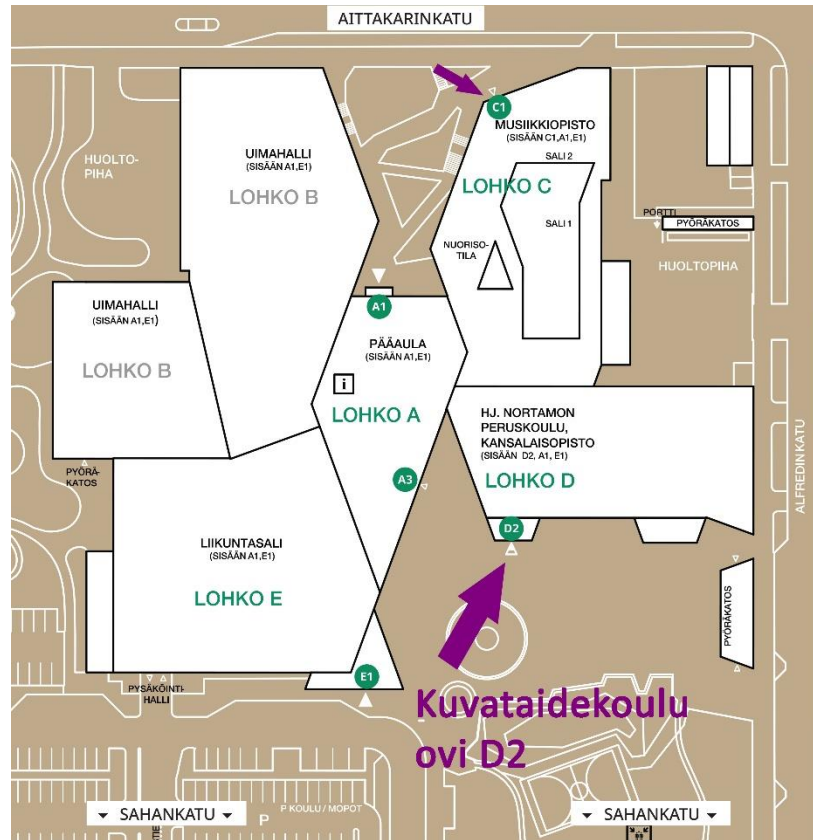 AITTAKARINKATU
C1
MUSIIKKIOPISTO
(SISÄÄN C1,A1,E1)
SALI 2
LOHKO C
SALI 1
NUORISO-
TILA
HUOLTO-
PIHA
UIMAHALLI
(SISÄÄN A1,E1)
LOHKO B
PORTTI
PYÖRÄKATOS
HUOLTOPIHA
UIMAHALLI
(SISÄÄN A1,E1)
LOHKO B
A1
PÄÄAULA
(SISÄÄN A1,E1)
i
LOHKO A
A3
HJ. NORTAMON
PERUSKOULU,
KANSALAISOPISTO
(SISÄÄN D2, A1, E1)
LOHKO D
D2
ALFREDINKATU
PYÖRÄ-
KATOS
LIIKUNTASALI
(SISÄÄN A1,E1)
LOHKO E
PYÖRÄKATOS
E1
PYSÄKÖINTI-
HALLI
Kuvataidekoulu
ovi D2
SAHANKATU
P KOULU / MOPOT
P
SAHANKATU